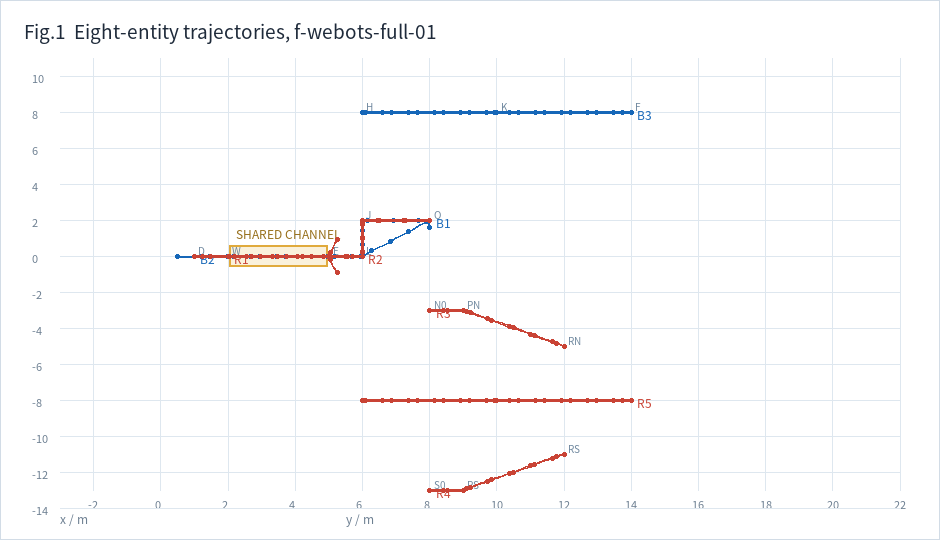 Fig.1 Eight-entity trajectories, f-webots-full-01
10
8
6
4
2
0
-2
-4
-6
-8
-10
-12
-14
H
K
F
B3
J
O
B1
SHARED CHANNEL
D
W
B2
R1
R2
N0
PN
R3
RN
R5
RS
S0
PS
R4
-2
0
2
4
6
8
10
12
14
16
18
20
22
x / m
y / m